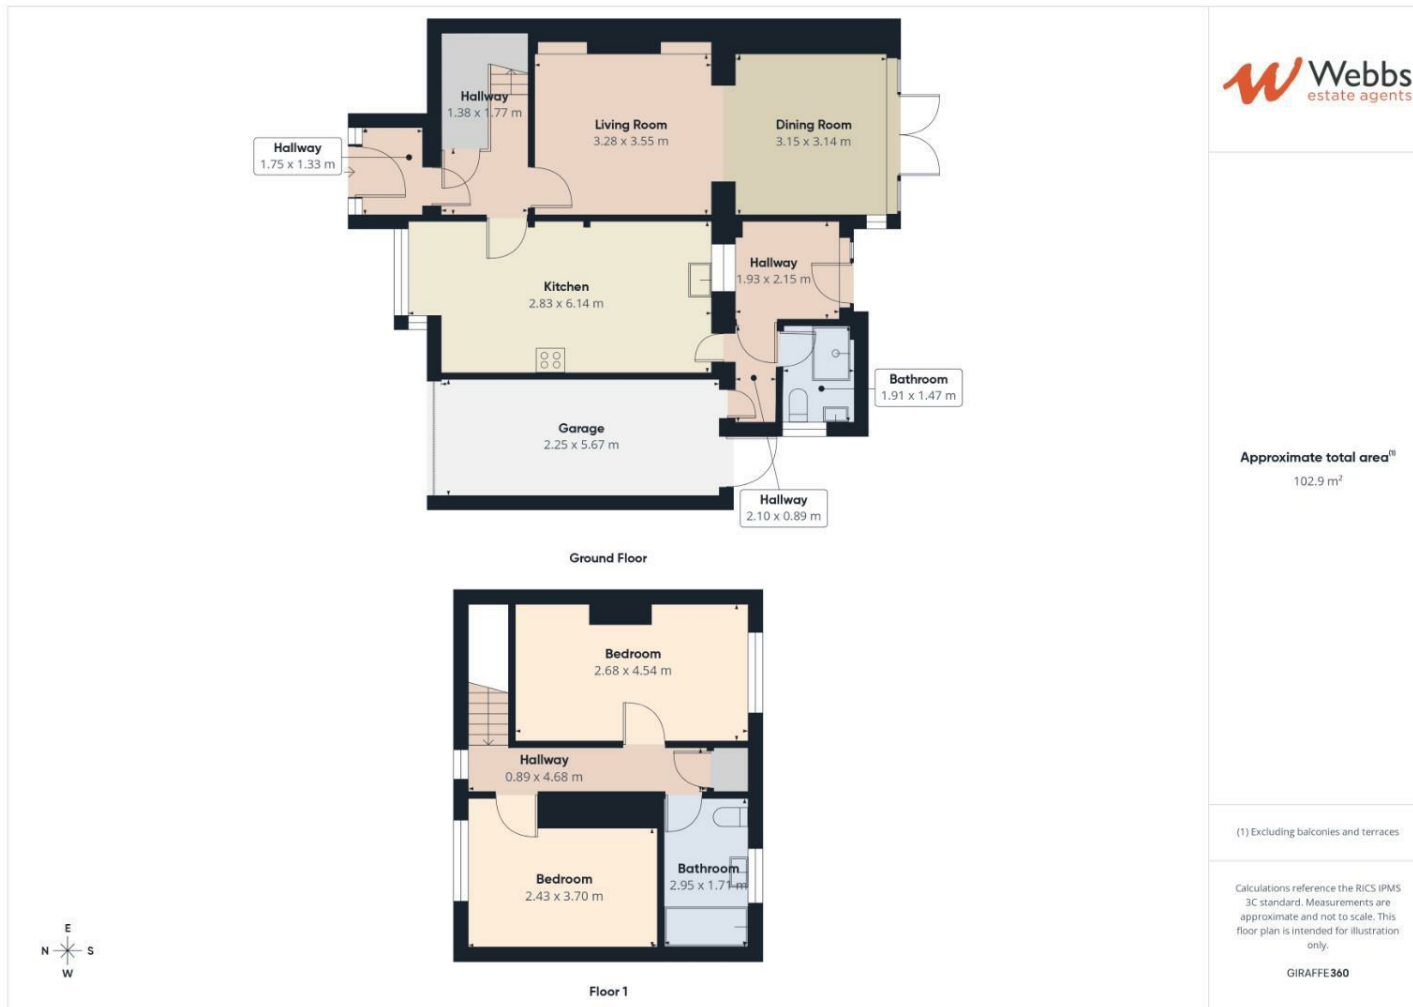 Hallway
1.38 x 1.77 m
Hallway
1.75 x 1.33 m
Living Room
3.28 x 3.55 m
Dining Room
3.15 x 3.14 m
Kitchen
2.83 x 6.14 m
Hallway
1.93 x 2.15 m
Bathroom
1.91 x 1.47 m
Garage
2.25 x 5.67 m
Hallway
2.10 x 0.89 m
Ground Floor
Bedroom
2.68 x 4.54 m
Hallway
0.89 x 4.68 m
Bedroom
2.43 x 3.70 m
Bathroom
2.95 x 1.71 m
Floor 1
E
N S
W
Webbs
estate agents
Approximate total area(1)
102.9 m²
(1) Excluding balconies and terraces
Calculations reference the RICS IPMS
3C standard. Measurements are
approximate and not to scale. This
floor plan is intended for illustration
only.
GIRAFFE360